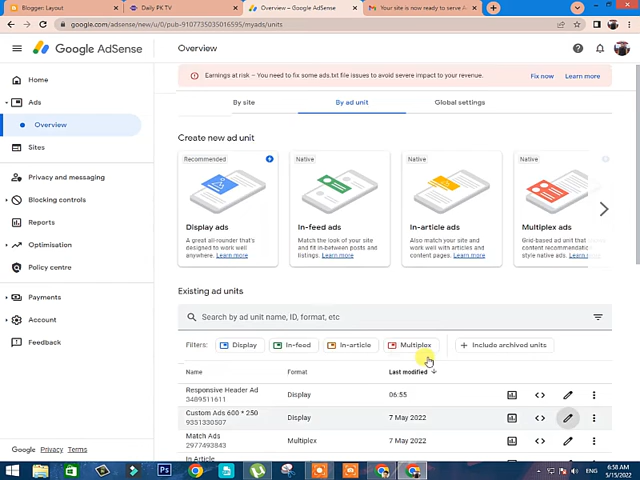 Blogger: Layout
Daily PK TV
Overview – Google AdSense
Your site is now ready to serve A
google.com/adsense/new/u/0/pub-9107735035016595/myads/units
Google AdSense
Overview
Earnings at risk – You need to fix some ads.txt file issues to avoid severe impact to your revenue.
Fix now
Learn more
Home
Ads
Overview
Sites
Privacy and messaging
Blocking controls
Reports
Optimisation
Policy centre
Payments
Account
Feedback
Google Privacy Terms
By site
By ad unit
Global settings
Create new ad unit
Recommended
Display ads
A great all-rounder that's
designed to work well
anywhere. Learn more
Native
In-feed ads
Match the look of your site
and fit in-between posts and
listings. Learn more
Native
In-article ads
Also match your site and
work well with articles and
content pages. Learn more
Native
Multiplex ads
Grid-based ad unit that
content recommendation
style native ads.
Existing ad units
Search by ad unit name, ID, format, etc
Filters:
Display
In-feed
In-article
Multiplex
Include archived units
Name Format Last modified
Responsive Header Ad
3489511611
Display
06:55
Custom Ads 600 * 250
9351330507
Display
7 May 2022
Match Ads
2977493843
Multiplex
7 May 2022
In Article
ENG
6:58 AM
5/15/2022